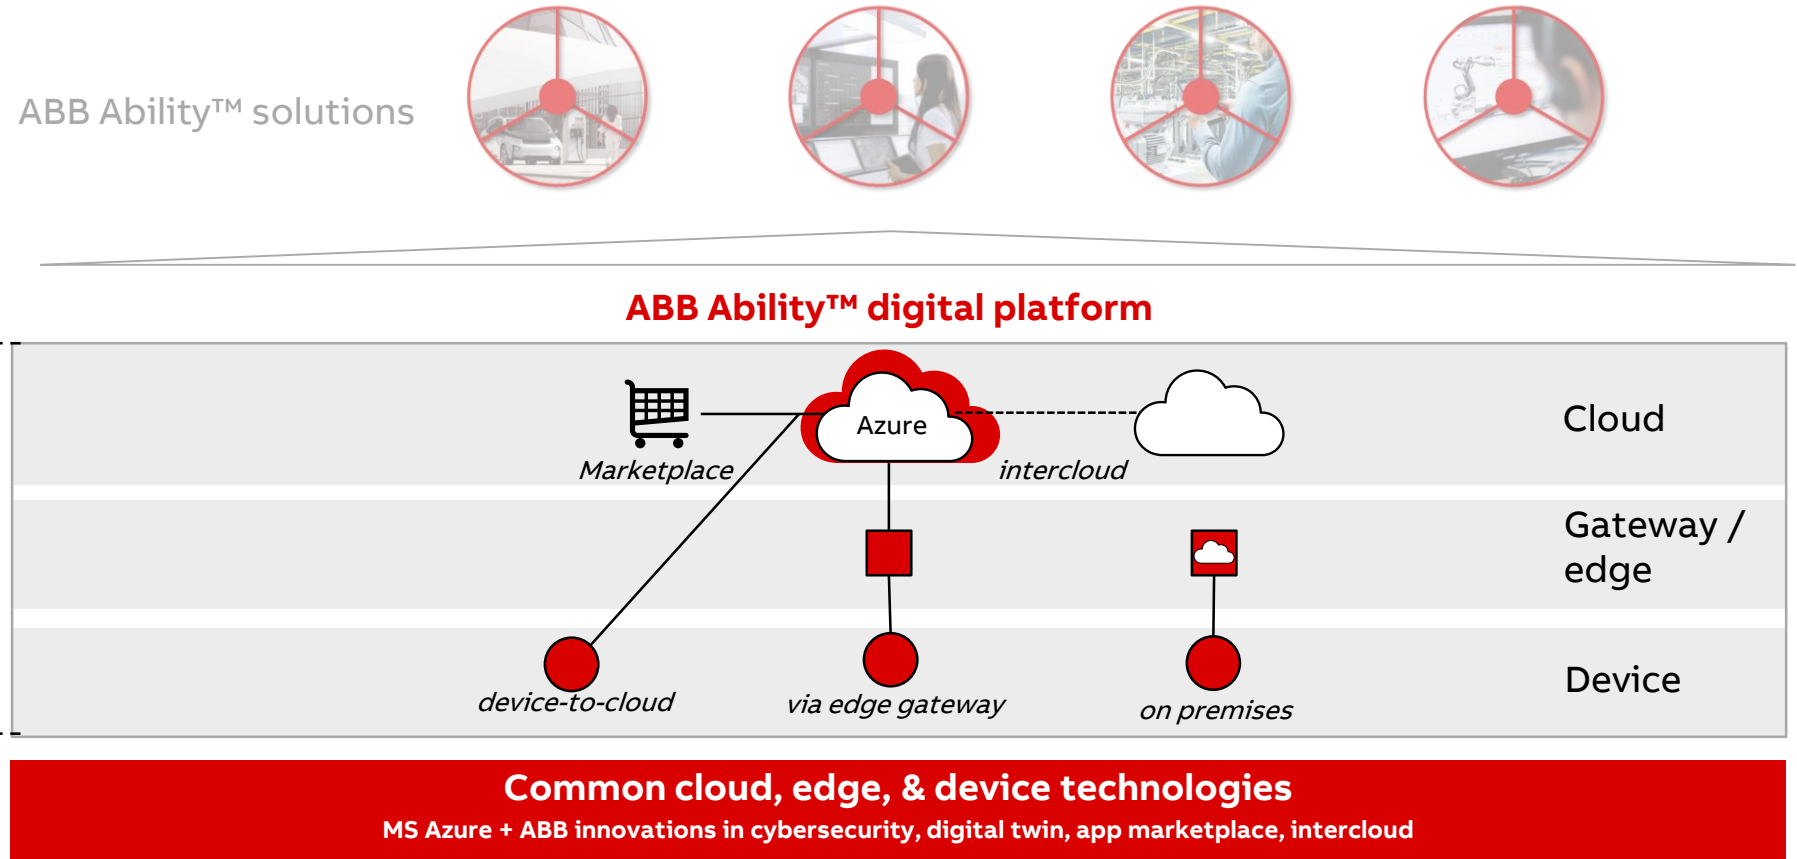 ABB Ability™ solutions
ABB Ability™ digital platform
Azure
Cloud
Marketplace
intercloud
Gateway /
edge
Device
device-to-cloud
via edge gateway
on premises
Common cloud, edge, & device technologies
MS Azure + ABB innovations in cybersecurity, digital twin, app marketplace, intercloud